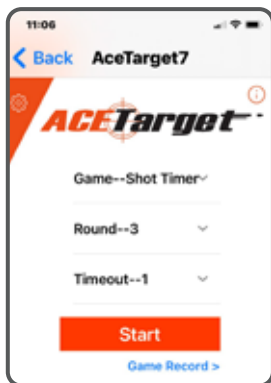 11:06
Back AceTarget7
ACETarget
Game--Shot Timer
Round--3
Timeout--1
Start
Game Record >